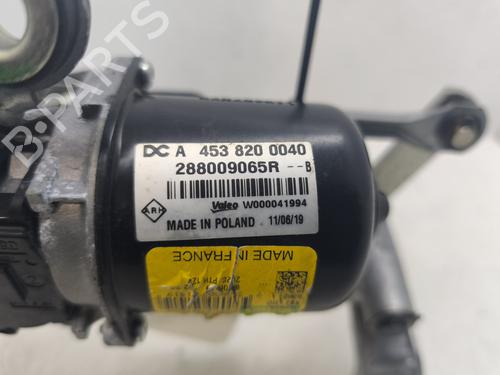 DC A 453 820 0040
288009065R --B
Valeo W000041994
MADE IN POLAND 11/06/19
MADE IN FRANCE
B-PARTS